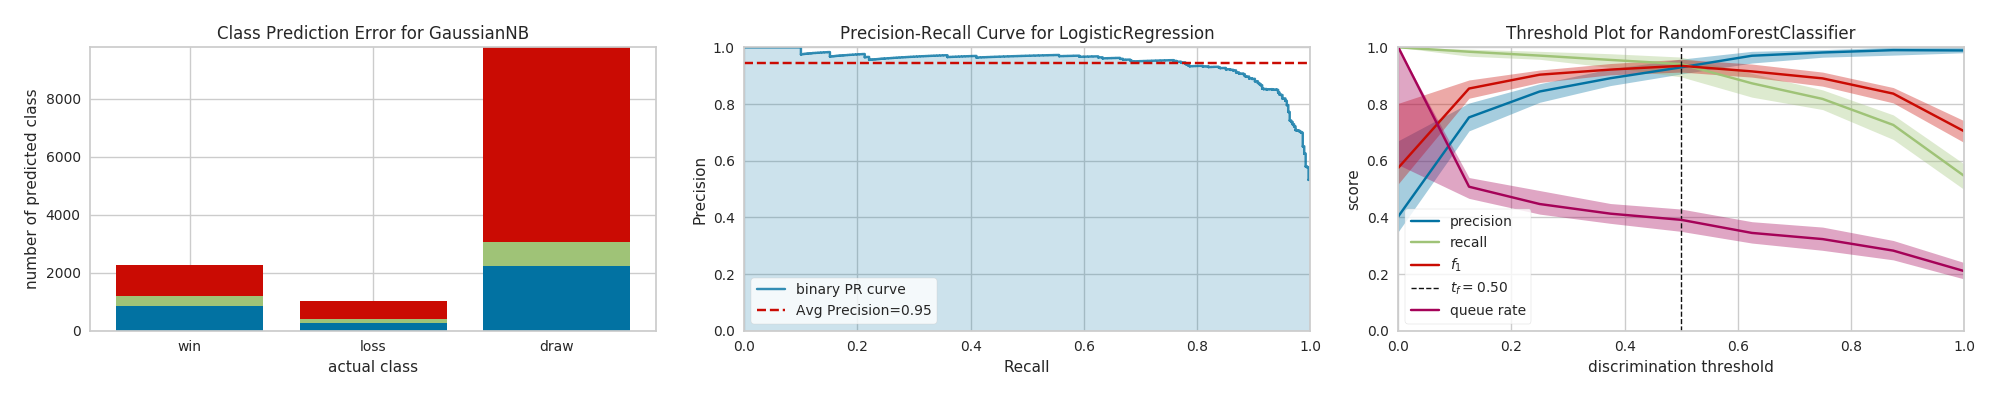 Class Prediction Error for GaussianNB
number of predicted class
8000
6000
4000
2000
0
win loss draw
actual class
Precision-Recall Curve for LogisticRegression
Precision
1.0
0.8
0.6
0.4
0.2
0.0
binary PR curve
Avg Precision=0.95
0.0 0.2 0.4 0.6 0.8 1.0
Recall
Threshold Plot for RandomForestClassifier
score
1.0
0.8
0.6
0.4
0.2
0.0
precision
recall
f1
tf = 0.50
queue rate
0.0 0.2 0.4 0.6 0.8 1.0
discrimination threshold